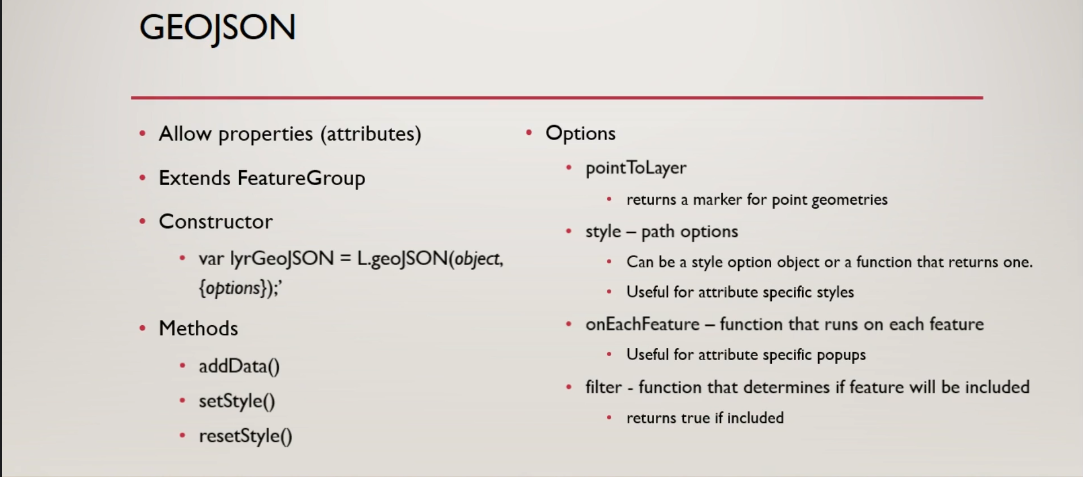 GEOJSON
• Allow properties (attributes)
• Extends FeatureGroup
• Constructor
• var lyrGeoJSON = L.geoJSON(object,
{options});’
• Methods
• addData()
• setStyle()
• resetStyle()
• Options
• pointToLayer
• returns a marker for point geometries
• style – path options
• Can be a style option object or a function that returns one.
• Useful for attribute specific styles
• onEachFeature – function that runs on each feature
• Useful for attribute specific popups
• filter - function that determines if feature will be included
• returns true if included